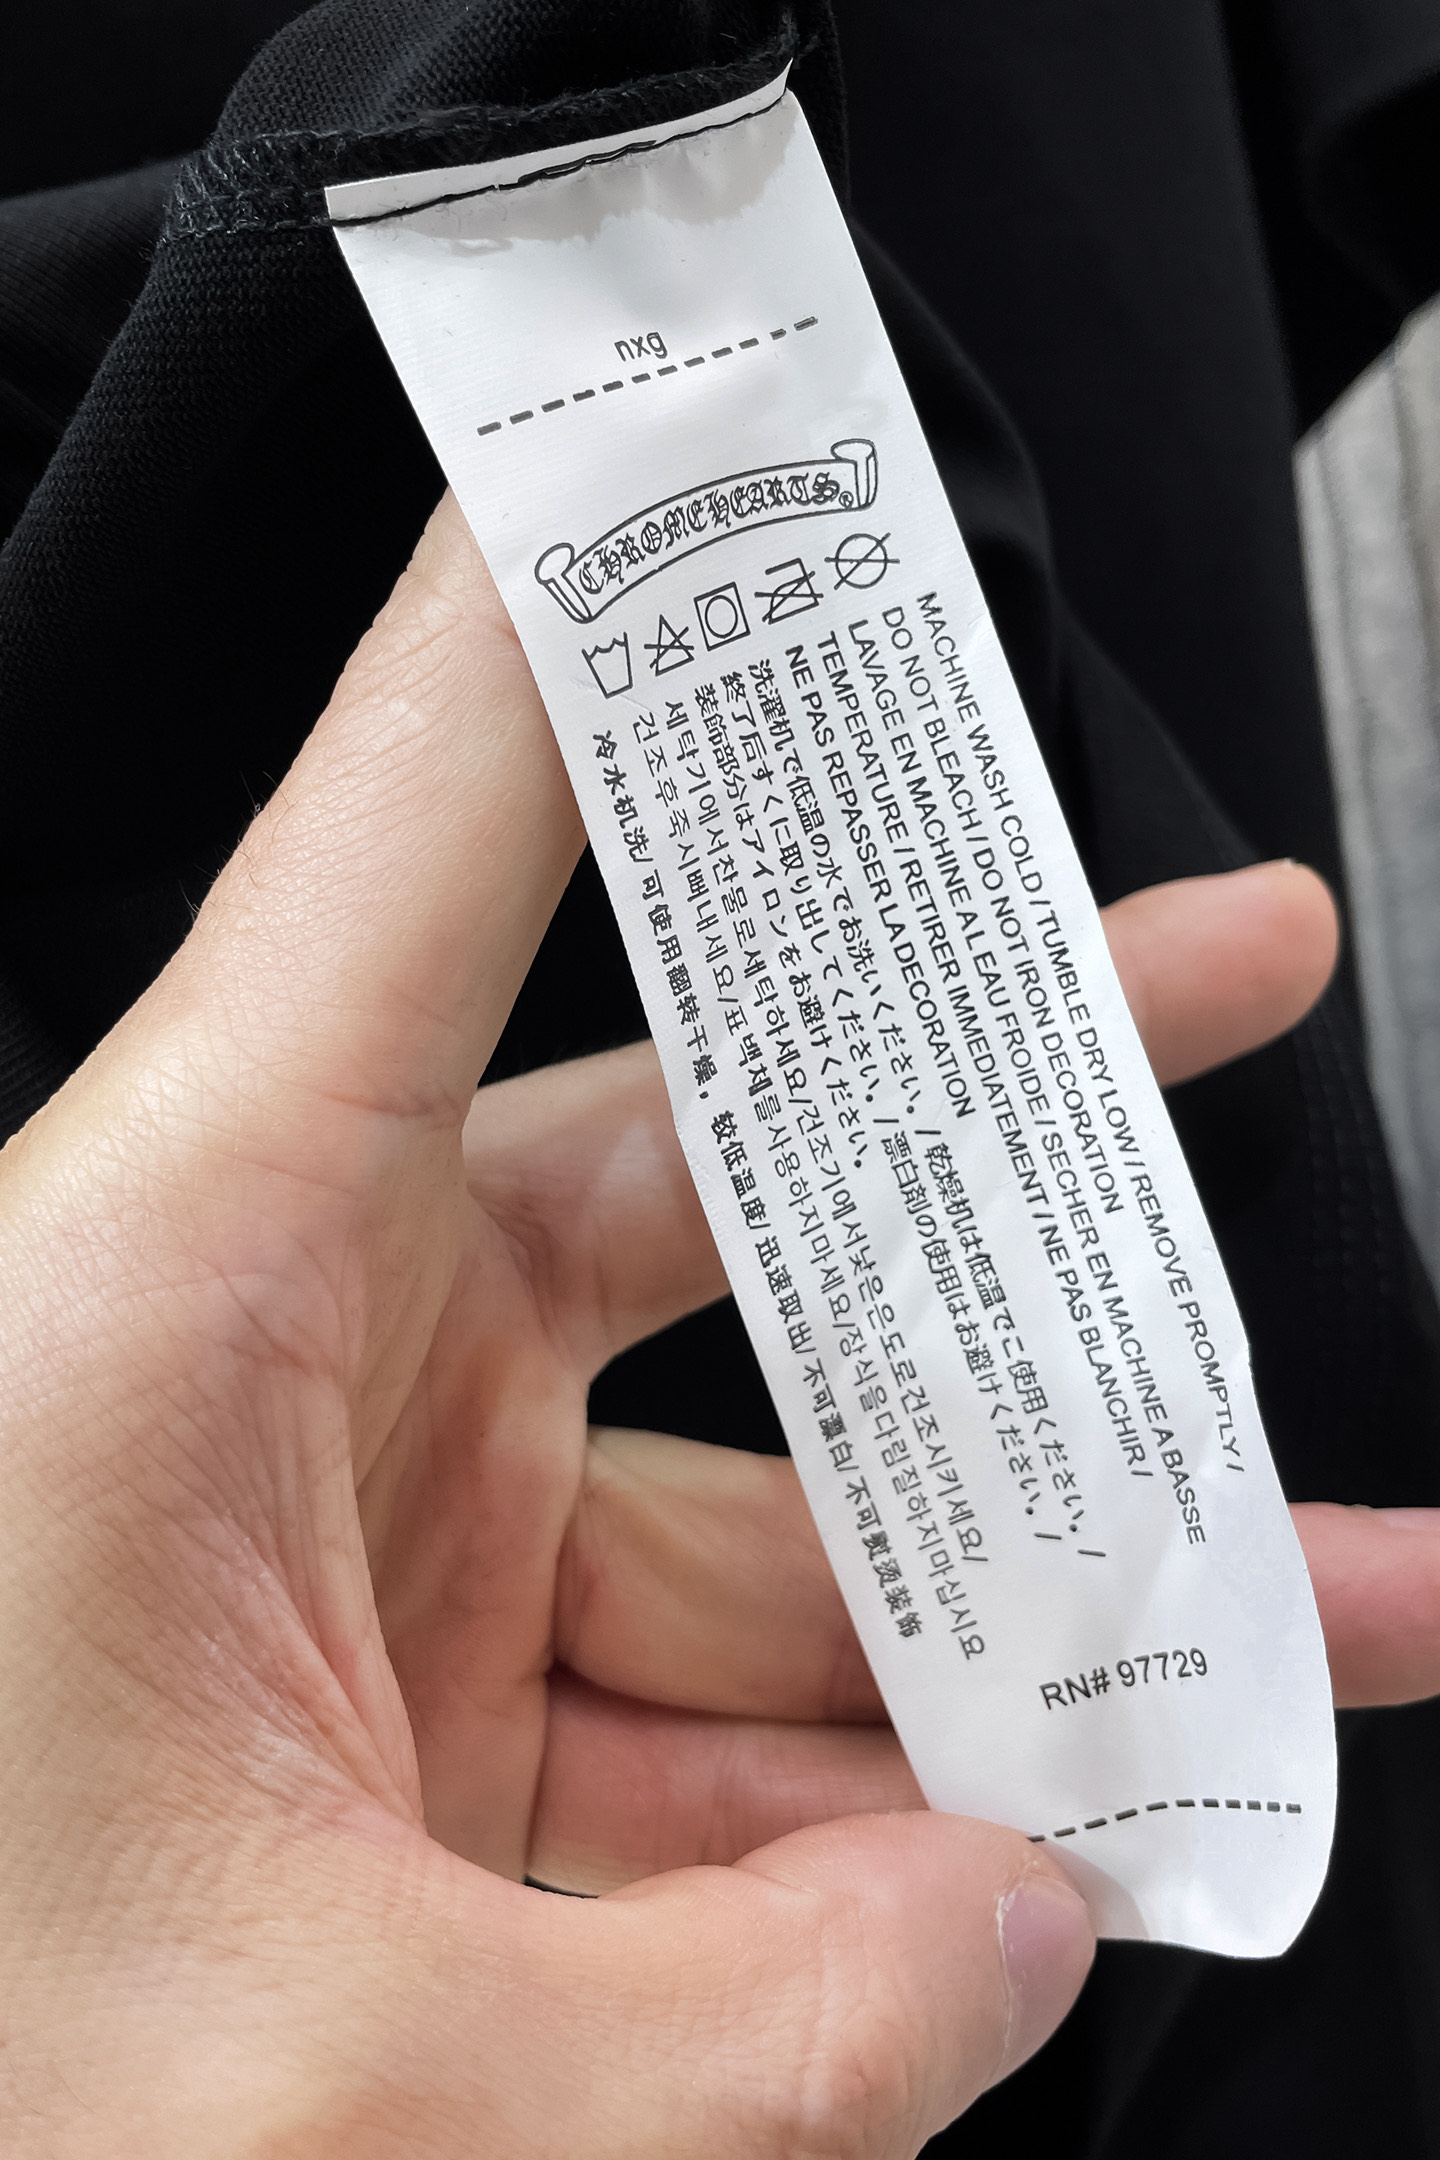 nxg
CHROME HEARTS®
MACHINE WASH COLD / TUMBLE DRY LOW / REMOVE PROMPTLY /
DO NOT BLEACH / DO NOT IRON DECORATION
LAVAGE EN MACHINE A L EAU FROIDE / SECHER EN MACHINE A BASSE
TEMPERATURE / RETIRER IMMEDIATEMENT / NE PAS BLANCHIR /
NE PAS REPASSER LA DECORATION
洗濯机で低温の水でお洗いください。/ 乾燥机は低温でこ使用ください。/
終了后すくに取り出してください。/ 漂白剤の使用はお避けください。/
装飾部分はアイロンをお避けください。
세탁기에서찬물로세탁하세요/건조기에서낮은온도로건조시키세요/
건조후즉시빼내세요/표백제를사용하지마세요/장식을다림질하지마십시요
冷水机洗/ 可使用翻转干燥，较低温度/ 迅速取出/ 不可漂白/ 不可熨烫装饰
RN# 97729